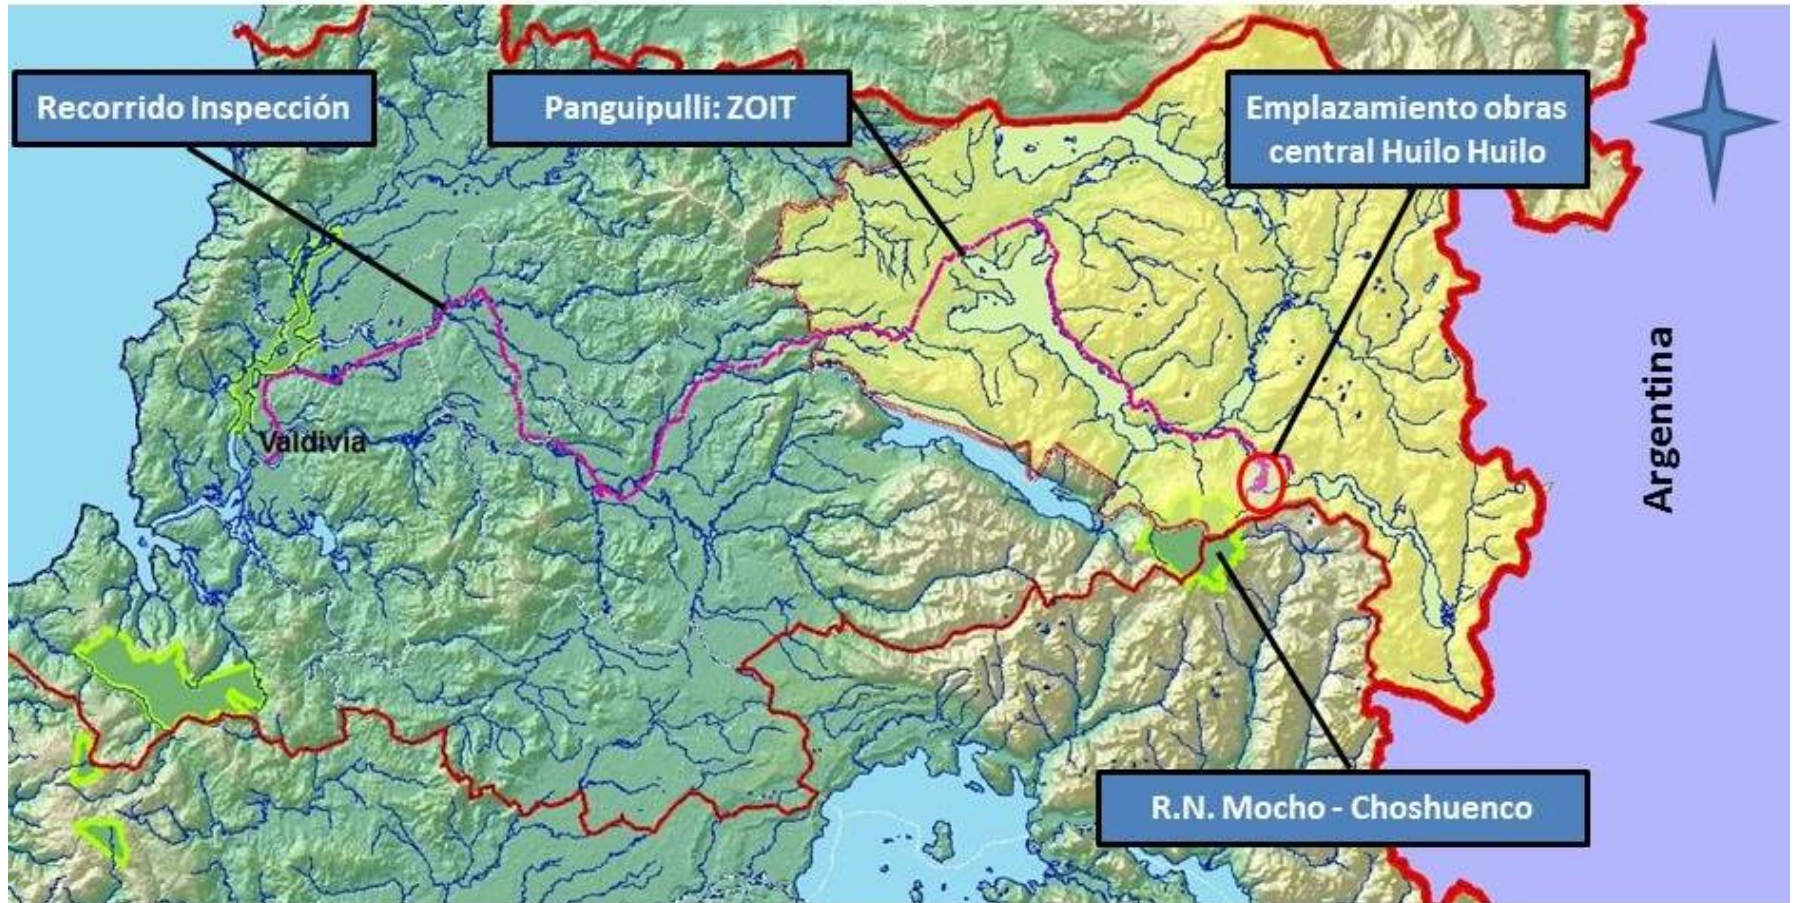 Recorrido Inspección
Panguipulli: ZOIT
Emplazamiento obras
central Huilo Huilo
Valdivia
Argentina
R.N. Mocho - Choshuenco